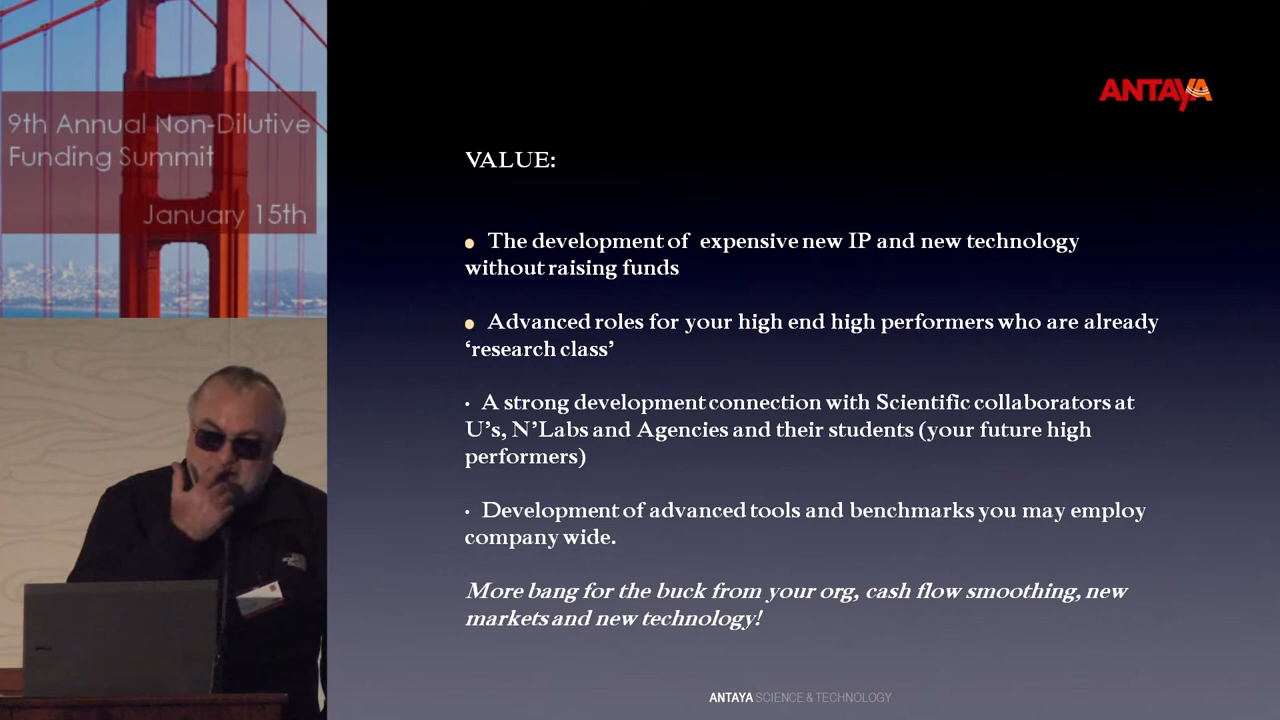 9th Annual Non-Dilutive
Funding Summit
January 15th
ANTAYA
VALUE:
• The development of expensive new IP and new technology
without raising funds
• Advanced roles for your high end high performers who are already
‘research class’
• A strong development connection with Scientific collaborators at
U’s, N’Labs and Agencies and their students (your future high
performers)
• Development of advanced tools and benchmarks you may employ
company wide.
More bang for the buck from your org, cash flow smoothing, new
markets and new technology!
ANTAYA SCIENCE & TECHNOLOGY